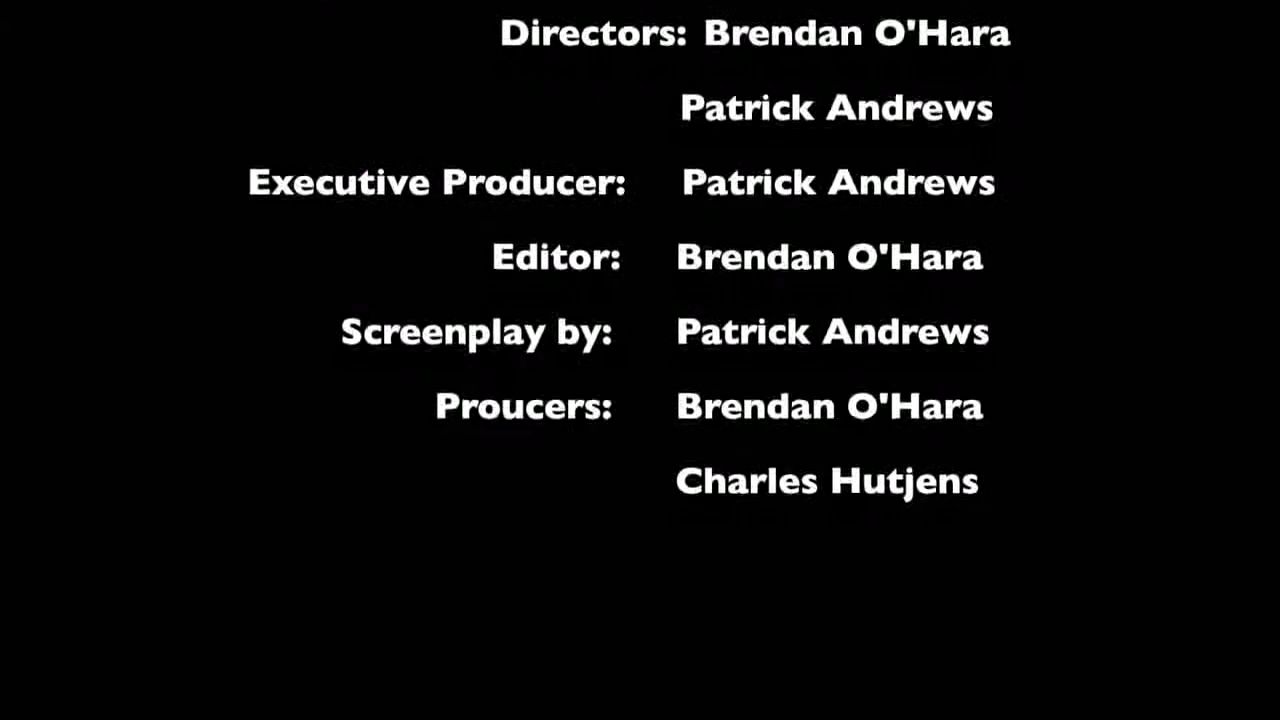 Directors: Brendan O'Hara
Patrick Andrews
Executive Producer: Patrick Andrews
Editor: Brendan O'Hara
Screenplay by: Patrick Andrews
Proucers: Brendan O'Hara
Charles Hutjens